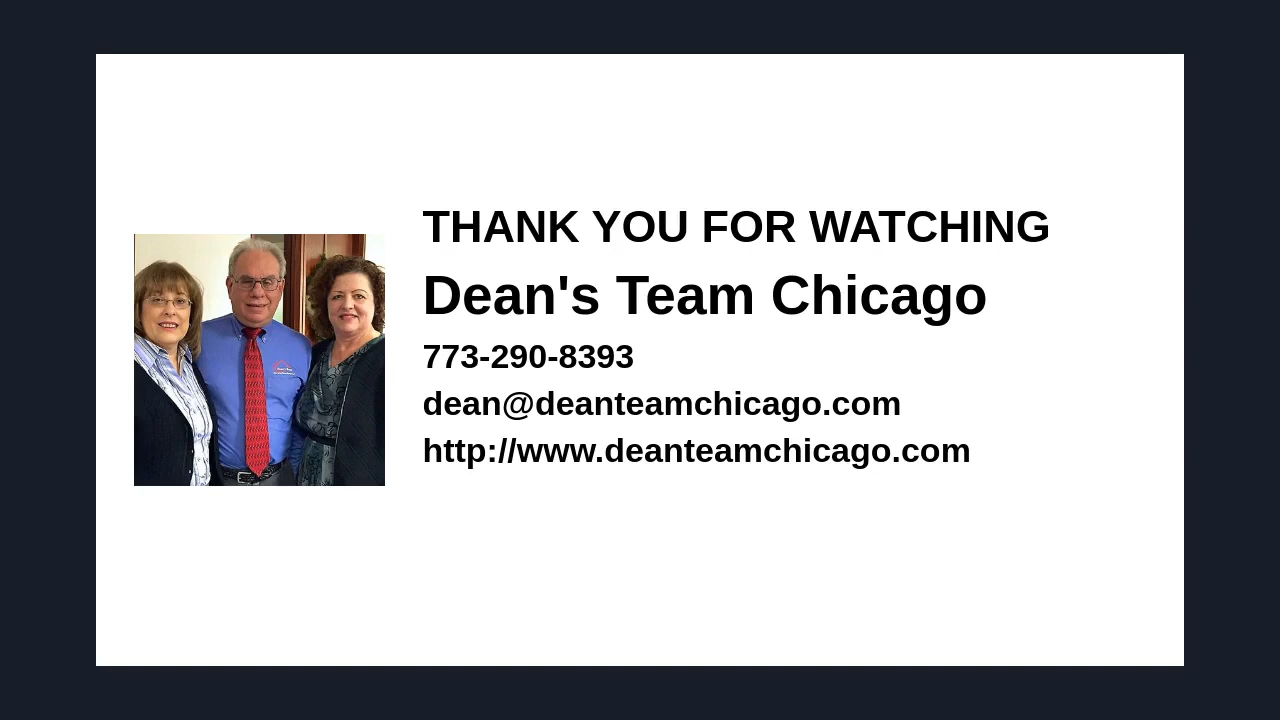 THANK YOU FOR WATCHING
Dean's Team Chicago
773-290-8393
dean@deanteamchicago.com
http://www.deanteamchicago.com